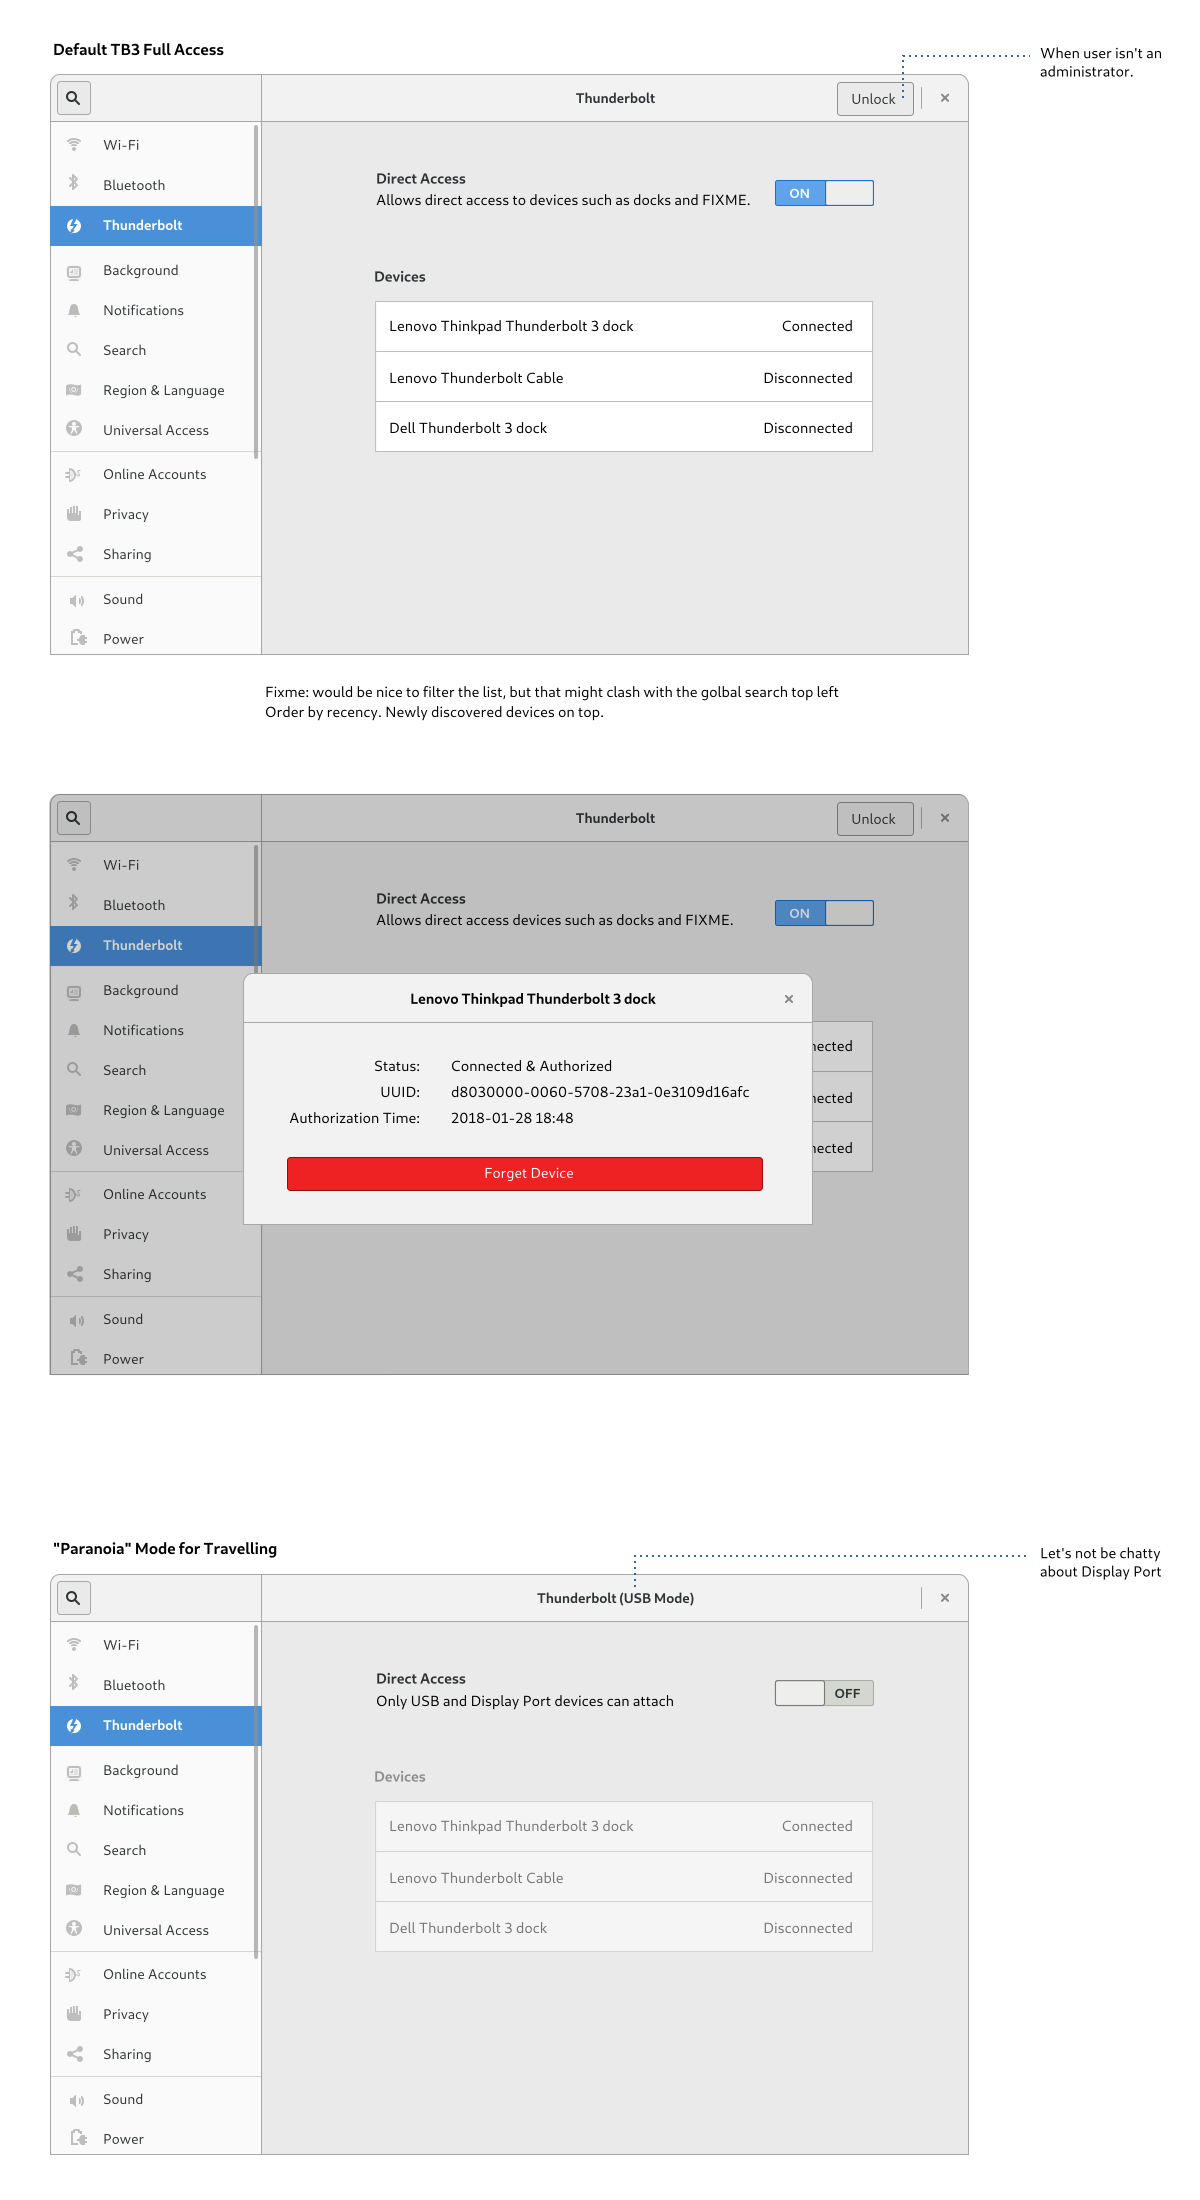 Default TB3 Full Access
When user isn't an
administrator.
Thunderbolt
Unlock
Wi-Fi
Bluetooth
Thunderbolt
Background
Notifications
Search
Region & Language
Universal Access
Online Accounts
Privacy
Sharing
Sound
Power
Direct Access
Allows direct access to devices such as docks and FIXME.
ON
Devices
Lenovo Thinkpad Thunderbolt 3 dock Connected
Lenovo Thunderbolt Cable Disconnected
Dell Thunderbolt 3 dock Disconnected
Fixme: would be nice to filter the list, but that might clash with the golbal search top left
Order by recency. Newly discovered devices on top.
Thunderbolt
Unlock
Wi-Fi
Bluetooth
Thunderbolt
Background
Notifications
Search
Region & Language
Universal Access
Online Accounts
Privacy
Sharing
Sound
Power
Direct Access
Allows direct access devices such as docks and FIXME.
ON
nected
nected
nected
Lenovo Thinkpad Thunderbolt 3 dock
Status: Connected & Authorized
UUID: d8030000-0060-5708-23a1-0e3109d16afc
Authorization Time: 2018-01-28 18:48
Forget Device
"Paranoia" Mode for Travelling
Let's not be chatty
about Display Port
Thunderbolt (USB Mode)
Wi-Fi
Bluetooth
Thunderbolt
Background
Notifications
Search
Region & Language
Universal Access
Online Accounts
Privacy
Sharing
Sound
Power
Direct Access
Only USB and Display Port devices can attach
OFF
Devices
Lenovo Thinkpad Thunderbolt 3 dock Connected
Lenovo Thunderbolt Cable Disconnected
Dell Thunderbolt 3 dock Disconnected